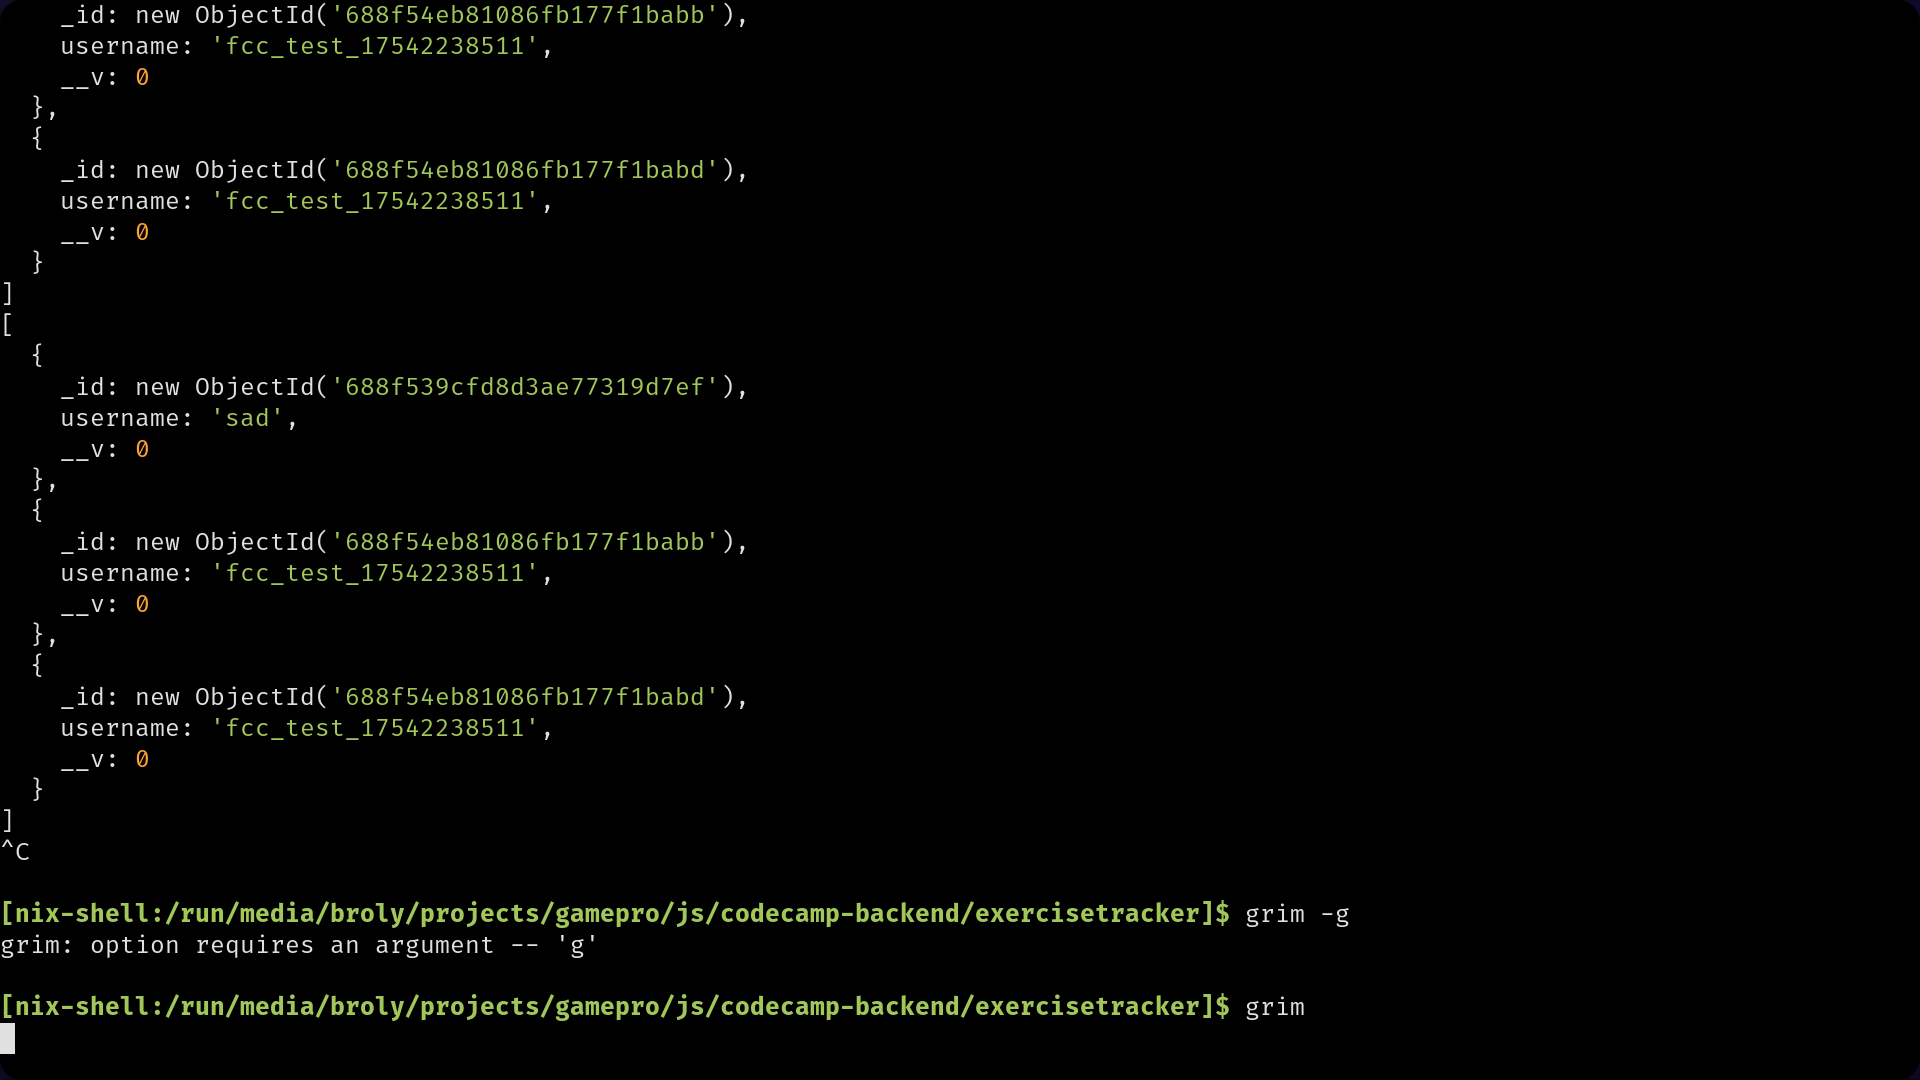 _id: new ObjectId('688f54eb81086fb177f1babb'),
username: 'fcc_test_17542238511',
__v: 0
},
{
_id: new ObjectId('688f54eb81086fb177f1babd'),
username: 'fcc_test_17542238511',
__v: 0
}
]
[
{
_id: new ObjectId('688f539cfd8d3ae77319d7ef'),
username: 'sad',
__v: 0
},
{
_id: new ObjectId('688f54eb81086fb177f1babb'),
username: 'fcc_test_17542238511',
__v: 0
},
{
_id: new ObjectId('688f54eb81086fb177f1babd'),
username: 'fcc_test_17542238511',
__v: 0
}
]
^C
[nix-shell:/run/media/broly/projects/gamepro/js/codecamp-backend/exercisetracker]$ grim -g
grim: option requires an argument -- 'g'
[nix-shell:/run/media/broly/projects/gamepro/js/codecamp-backend/exercisetracker]$ grim